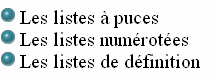 Les listes à puces
Les listes numérotées
Les listes de définition